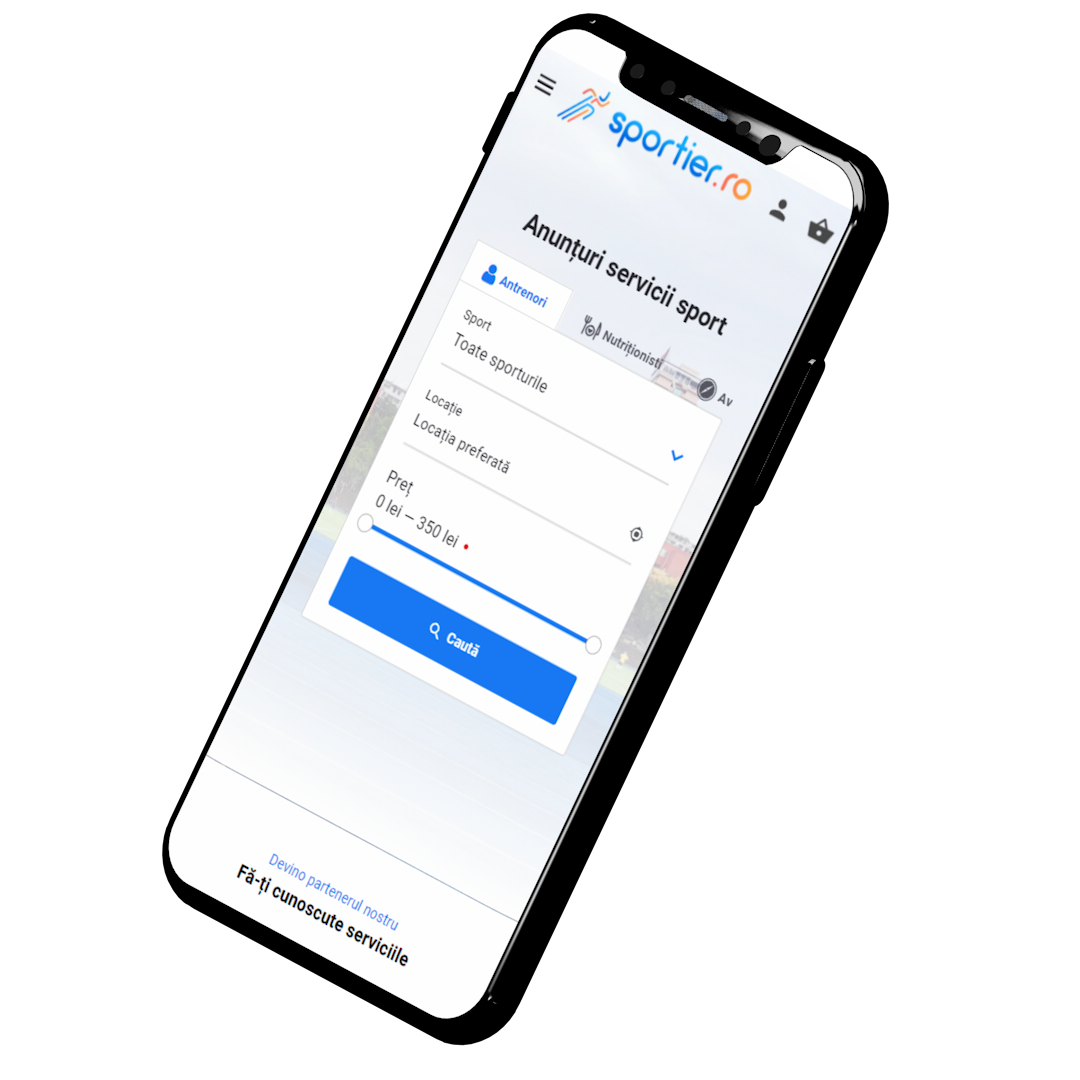 sportier.ro
Anunțuri servicii sport
Antrenori
Nutriționisti
Av
Sport
Toate sporturile
Locație
Locația preferată
Preț
0 lei – 350 lei
Caută
Devino partenerul nostru
Fă-ți cunoscute serviciile